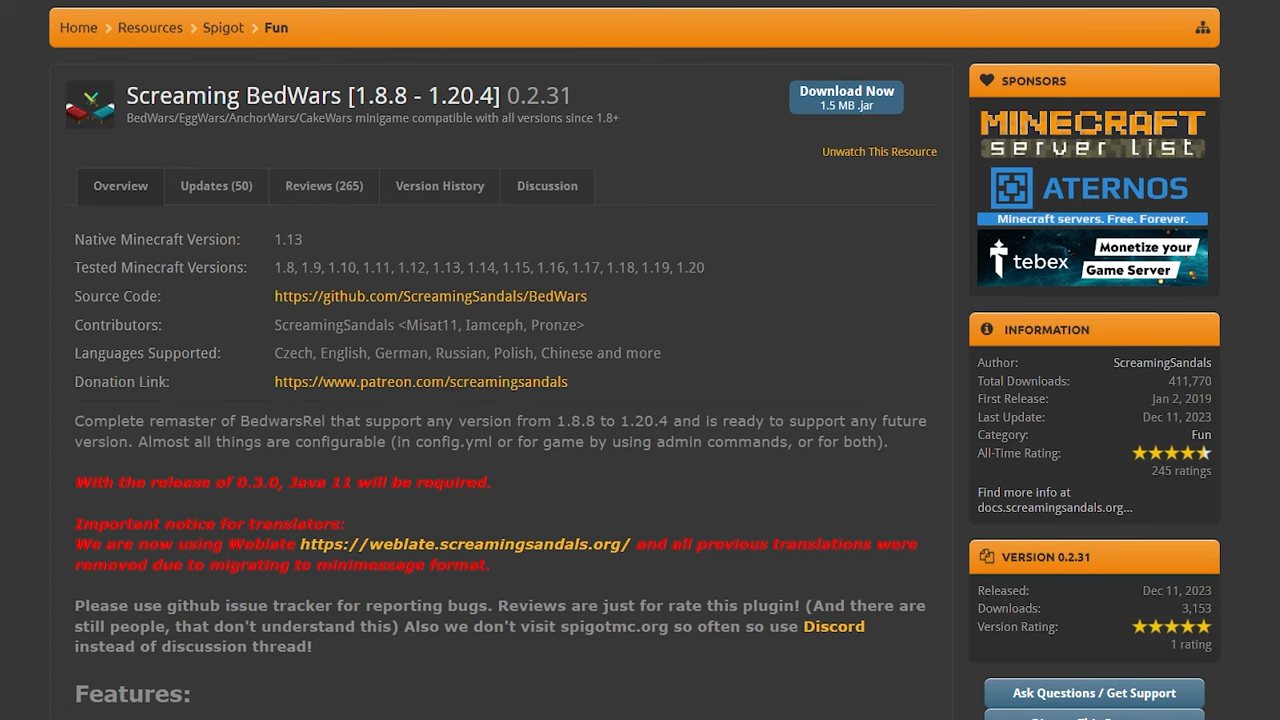 Home > Resources > Spigot > Fun
Screaming BedWars [1.8.8 - 1.20.4] 0.2.31
BedWars/EggWars/AnchorWars/CakeWars minigame compatible with all versions since 1.8+
Download Now
1.5 MB .jar
Unwatch This Resource
Overview
Updates (50)
Reviews (265)
Version History
Discussion
Native Minecraft Version: 1.13
Tested Minecraft Versions: 1.8, 1.9, 1.10, 1.11, 1.12, 1.13, 1.14, 1.15, 1.16, 1.17, 1.18, 1.19, 1.20
Source Code: https://github.com/ScreamingSandals/BedWars
Contributors: ScreamingSandals <Misat11, Iamceph, Pronze>
Languages Supported: Czech, English, German, Russian, Polish, Chinese and more
Donation Link: https://www.patreon.com/screamingsandals
Complete remaster of BedwarsRel that support any version from 1.8.8 to 1.20.4 and is ready to support any future
version. Almost all things are configurable (in config.yml or for game by using admin commands, or for both).
With the release of 0.3.0, Java 11 will be required.
Important notice for translators:
We are now using Weblate https://weblate.screamingsandals.org/ and all previous translations were
removed due to migrating to minimessage format.
Please use github issue tracker for reporting bugs. Reviews are just for rate this plugin! (And there are
still people, that don't understand this) Also we don't visit spigotmc.org so often so use Discord
instead of discussion thread!
Features:
SPONSORS
MINECRAFT
server list
ATERNOS
Minecraft servers. Free. Forever.
tebex
Monetize your
Game Server
INFORMATION
Author: ScreamingSandals
Total Downloads: 411,770
First Release: Jan 2, 2019
Last Update: Dec 11, 2023
Category: Fun
All-Time Rating:
245 ratings
Find more info at
docs.screamingsandals.org...
VERSION 0.2.31
Released: Dec 11, 2023
Downloads: 3,153
Version Rating:
1 rating
Ask Questions / Get Support